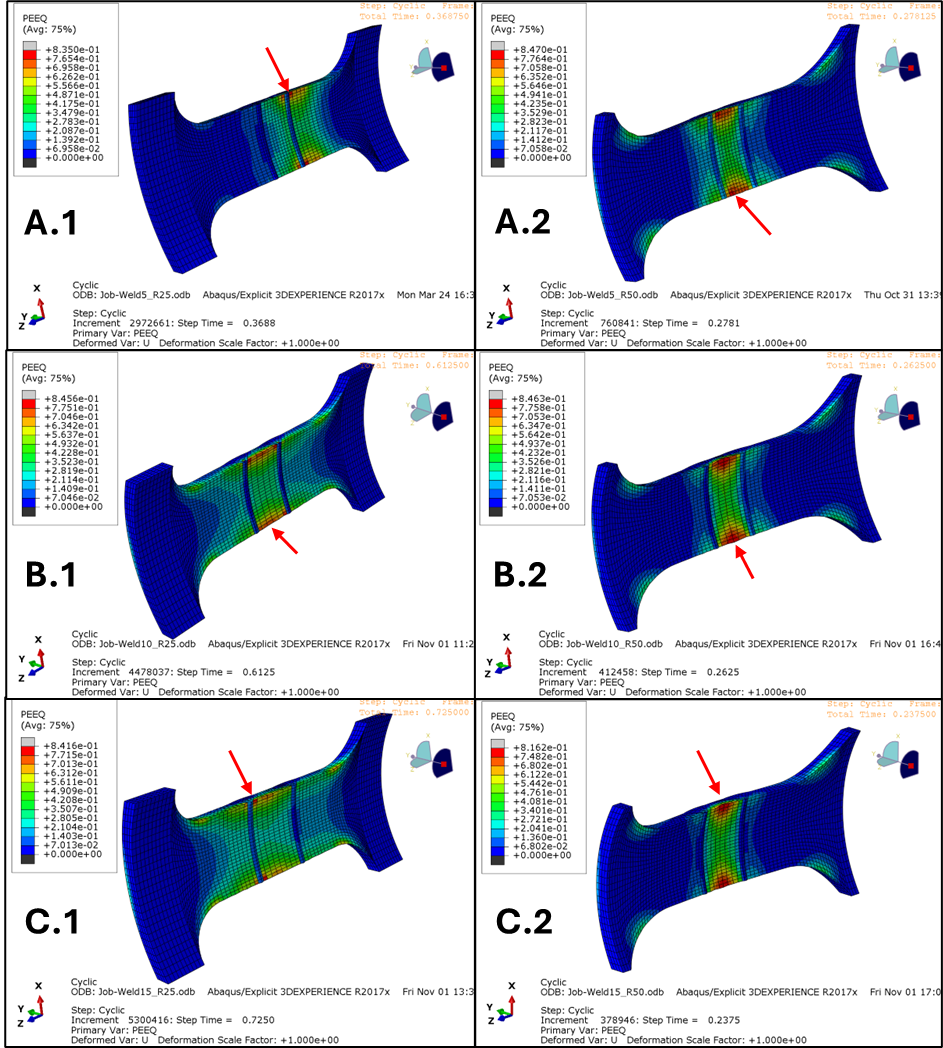 Step: Cyclic Frame:
Total Time: 0.368750
PEEQ
(Avg: 75%)
+8.350e-01
+7.654e-01
+6.958e-01
+6.262e-01
+5.566e-01
+4.871e-01
+4.175e-01
+3.479e-01
+2.783e-01
+2.087e-01
+1.392e-01
+6.958e-02
+0.000e+00
A.1
X
Y
Z
Cyclic
ODB: Job-Weld5_R25.odb Abaqus/Explicit 3DEXPERIENCE R2017x Mon Mar 24 16:3
Step: Cyclic
Increment 2972661: Step Time = 0.3688
Primary Var: PEEQ
Deformed Var: U Deformation Scale Factor: +1.000e+00
Step: Cyclic Frame:
Total Time: 0.278125
PEEQ
(Avg: 75%)
+8.470e-01
+7.764e-01
+7.058e-01
+6.352e-01
+5.646e-01
+4.941e-01
+4.235e-01
+3.529e-01
+2.823e-01
+2.117e-01
+1.412e-01
+7.058e-02
+0.000e+00
A.2
X
Y
Z
Cyclic
ODB: Job-Weld5_R50.odb Abaqus/Explicit 3DEXPERIENCE R2017x Thu Oct 31 13:39
Step: Cyclic
Increment 760841: Step Time = 0.2781
Primary Var: PEEQ
Deformed Var: U Deformation Scale Factor: +1.000e+00
Step: Cyclic Frame:
Total Time: 0.612500
PEEQ
(Avg: 75%)
+8.456e-01
+7.751e-01
+7.046e-01
+6.342e-01
+5.637e-01
+4.932e-01
+4.228e-01
+3.523e-01
+2.819e-01
+2.114e-01
+1.409e-01
+7.046e-02
+0.000e+00
B.1
X
Y
Z
Cyclic
ODB: Job-Weld10_R25.odb Abaqus/Explicit 3DEXPERIENCE R2017x Fri Nov 01 11:2
Step: Cyclic
Increment 4478037: Step Time = 0.6125
Primary Var: PEEQ
Deformed Var: U Deformation Scale Factor: +1.000e+00
Step: Cyclic Frame:
Total Time: 0.262500
PEEQ
(Avg: 75%)
+8.463e-01
+7.758e-01
+7.053e-01
+6.347e-01
+5.642e-01
+4.937e-01
+4.232e-01
+3.526e-01
+2.821e-01
+2.116e-01
+1.411e-01
+7.053e-02
+0.000e+00
B.2
X
Y
Z
Cyclic
ODB: Job-Weld10_R50.odb Abaqus/Explicit 3DEXPERIENCE R2017x Fri Nov 01 16:4
Step: Cyclic
Increment 412458: Step Time = 0.2625
Primary Var: PEEQ
Deformed Var: U Deformation Scale Factor: +1.000e+00
Step: Cyclic Frame:
Total Time: 0.725000
PEEQ
(Avg: 75%)
+8.416e-01
+7.715e-01
+7.013e-01
+6.312e-01
+5.611e-01
+4.909e-01
+4.208e-01
+3.507e-01
+2.805e-01
+2.104e-01
+1.403e-01
+7.013e-02
+0.000e+00
C.1
X
Y
Z
Cyclic
ODB: Job-Weld15_R25.odb Abaqus/Explicit 3DEXPERIENCE R2017x Fri Nov 01 13:3
Step: Cyclic
Increment 5300416: Step Time = 0.7250
Primary Var: PEEQ
Deformed Var: U Deformation Scale Factor: +1.000e+00
Step: Cyclic Frame:
Total Time: 0.237500
PEEQ
(Avg: 75%)
+8.162e-01
+7.482e-01
+6.802e-01
+6.122e-01
+5.442e-01
+4.761e-01
+4.081e-01
+3.401e-01
+2.721e-01
+2.041e-01
+1.360e-01
+6.802e-02
+0.000e+00
C.2
X
Y
Z
Cyclic
ODB: Job-Weld15_R50.odb Abaqus/Explicit 3DEXPERIENCE R2017x Fri Nov 01 17:0
Step: Cyclic
Increment 378946: Step Time = 0.2375
Primary Var: PEEQ
Deformed Var: U Deformation Scale Factor: +1.000e+00